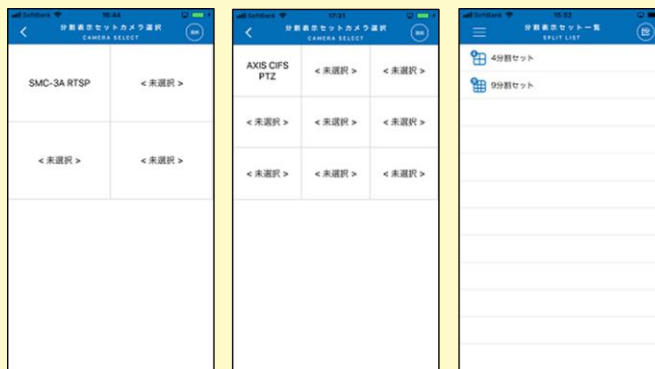 SoftBank 16:44
分割表示セットカメラ選択
CAMERA SELECT
SMC-3A RTSP
< 未選択 >
< 未選択 >
< 未選択 >
SoftBank 17:31
分割表示セットカメラ選択
CAMERA SELECT
AXIS CIFS
PTZ
< 未選択 >
< 未選択 >
< 未選択 >
< 未選択 >
< 未選択 >
< 未選択 >
< 未選択 >
< 未選択 >
SoftBank 15:52
分割表示セット一覧
SPLIT LIST
4分割セット
9分割セット